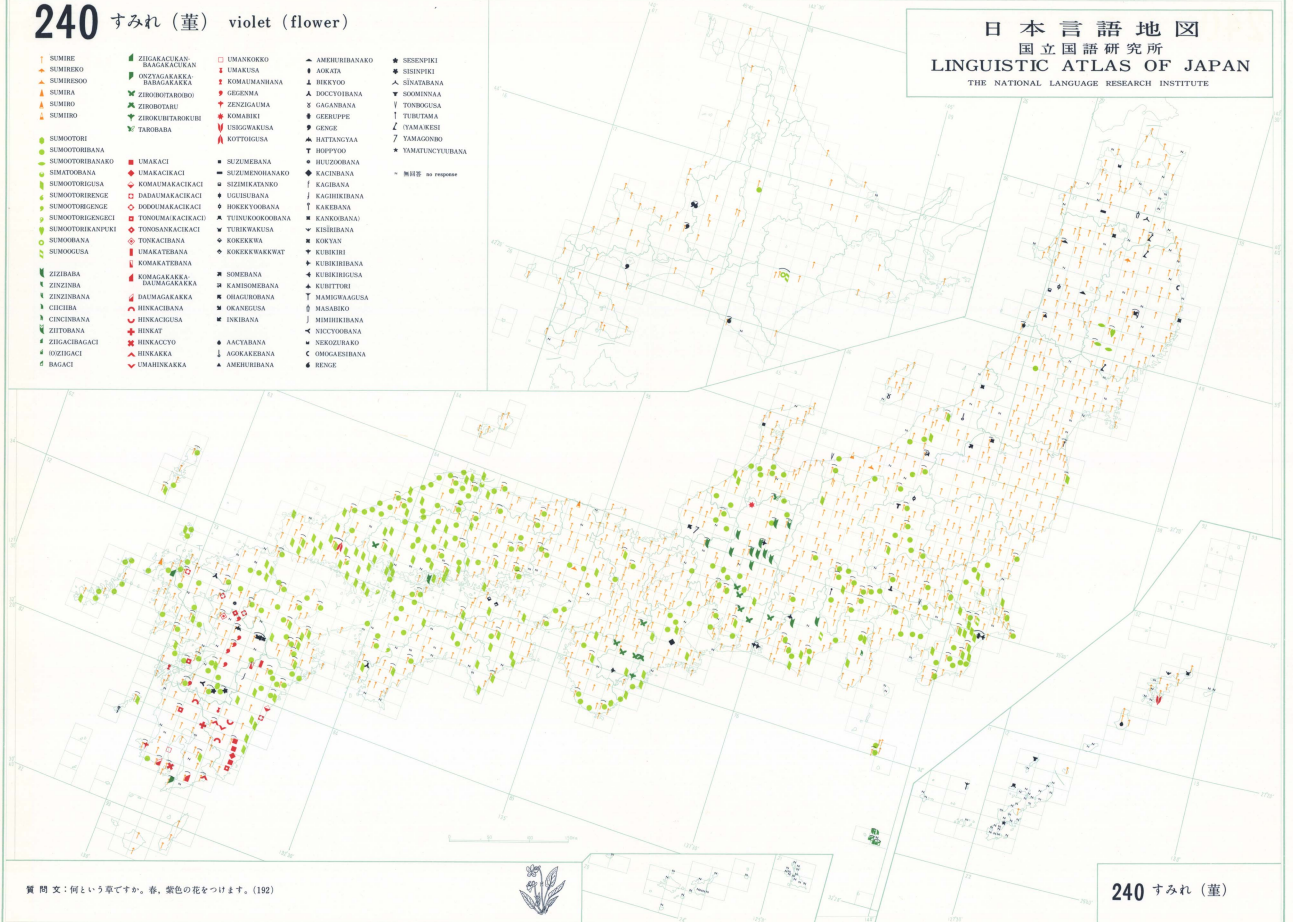 240 すみれ（菫） violet (flower)
日本言語地図
国立国語研究所
LINGUISTIC ATLAS OF JAPAN
THE NATIONAL LANGUAGE RESEARCH INSTITUTE
SUMIRE
SUMIREKO
SUMIRESOO
SUMIRA
SUMIRO
SUMIIRO
SUMOOTORI
SUMOOTORIBANA
SUMOOTORIBANAKO
SIMATOOBANA
SUMOOTORIGUSA
SUMOOTORIRENGE
SUMOOTORIGENGE
SUMOOTORIGENGECI
SUMOOTORIKANPUKI
SUMOOBANA
SUMOOGUSA
ZIZIBABA
ZINZINBA
ZINZINBANA
CIICIIBA
CINCINBANA
ZIITOBANA
ZIIGACIBAGACI
(O)ZIIGACI
BAGACI
ZIIGAKACUKAN-
BAAGAKACUKAN
ONZYAGAKAKKA-
BABAGAKAKKA
ZIRO(BO)TARO(BO)
ZIROBOTARU
ZIROKUBITAROKUBI
TAROBABA
UMAKACI
UMAKACIKACI
KOMAUMAKACIKACI
DADAUMAKACIKACI
DODOUMAKACIKACI
TONOUMA(KACIKACI)
TONOSANKACIKACI
TONKACIBANA
UMAKATEBANA
KOMAKATEBANA
KOMAGAKAKKA-
DAUMAGAKAKKA
DAUMAGAKAKKA
HINKACIBANA
HINKACIGUSA
HINKAT
HINKACCYO
HINKAKKA
UMAHINKAKKA
UMANKOKKO
UMAKUSA
KOMAUMANHANA
GEGENMA
ZENZIGAUMA
KOMABIKI
USIGGWAKUSA
KOTTOIGUSA
SUZUMEBANA
SUZUMENOHANAKO
SIZIMIKATANKO
UGUISUBANA
HOKEKYOOBANA
TUINUKOOKOOBANA
TURIKWAKUSA
KOKEKKWA
KOKEKKWAKKWAT
SOMEBANA
KAMISOMEBANA
OHAGUROBANA
OKANEGUSA
INKIBANA
AACYABANA
AGOKAKEBANA
AMEHURIBANA
AMEHURIBANAKO
AOKATA
BIKKYOO
DOCCYOIBANA
GAGANBANA
GEERUPPE
GENGE
HATTANGYAA
HOPPYOO
HUUZOOBANA
KACINBANA
KAGIBANA
KAGIHIKIBANA
KAKEBANA
KANKO(BANA)
KISÏRIBANA
KOKYAN
KUBIKIRI
KUBIKIRIBANA
KUBIKIRIGUSA
KUBITTORI
MAMIGWAAGUSA
MASABIKO
MIMIHIKIBANA
NICCYOOBANA
NEKOZURAKO
OMOGAESIBANA
RENGE
SESENPIKI
SISINPIKI
SÏNATABANA
SOOMINNAA
TONBOGUSA
TUBUTAMA
(YAMA)KESI
YAMAGONBO
YAMATUNCYUUBANA
無回答 no response
質問文：何という草ですか。春，紫色の花をつけます。(192)
240 すみれ（菫）